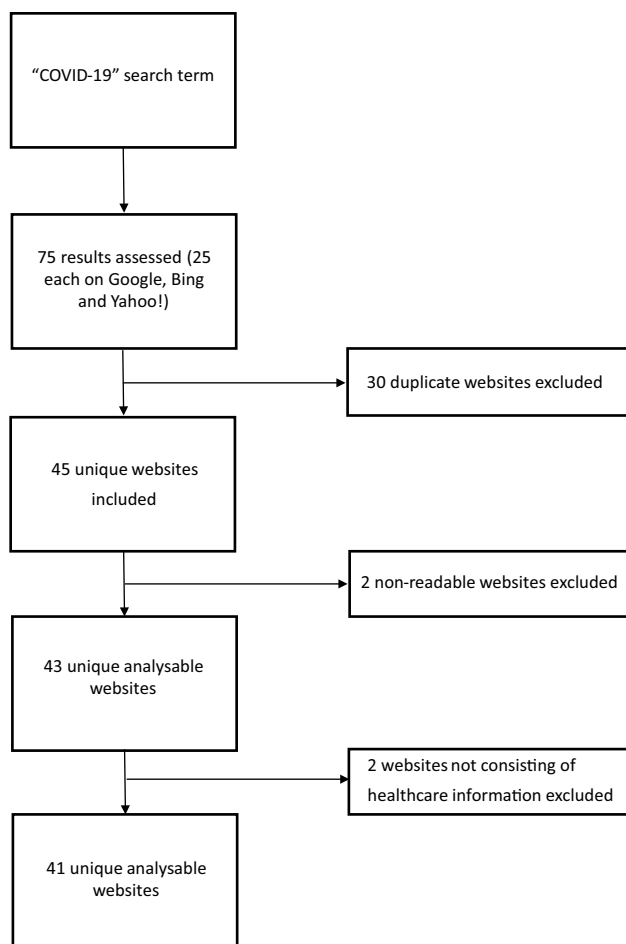 “COVID-19” search term
75 results assessed (25
each on Google, Bing
and Yahoo!)
30 duplicate websites excluded
45 unique websites
included
2 non-readable websites excluded
43 unique analysable
websites
2 websites not consisting of
healthcare information excluded
41 unique analysable
websites